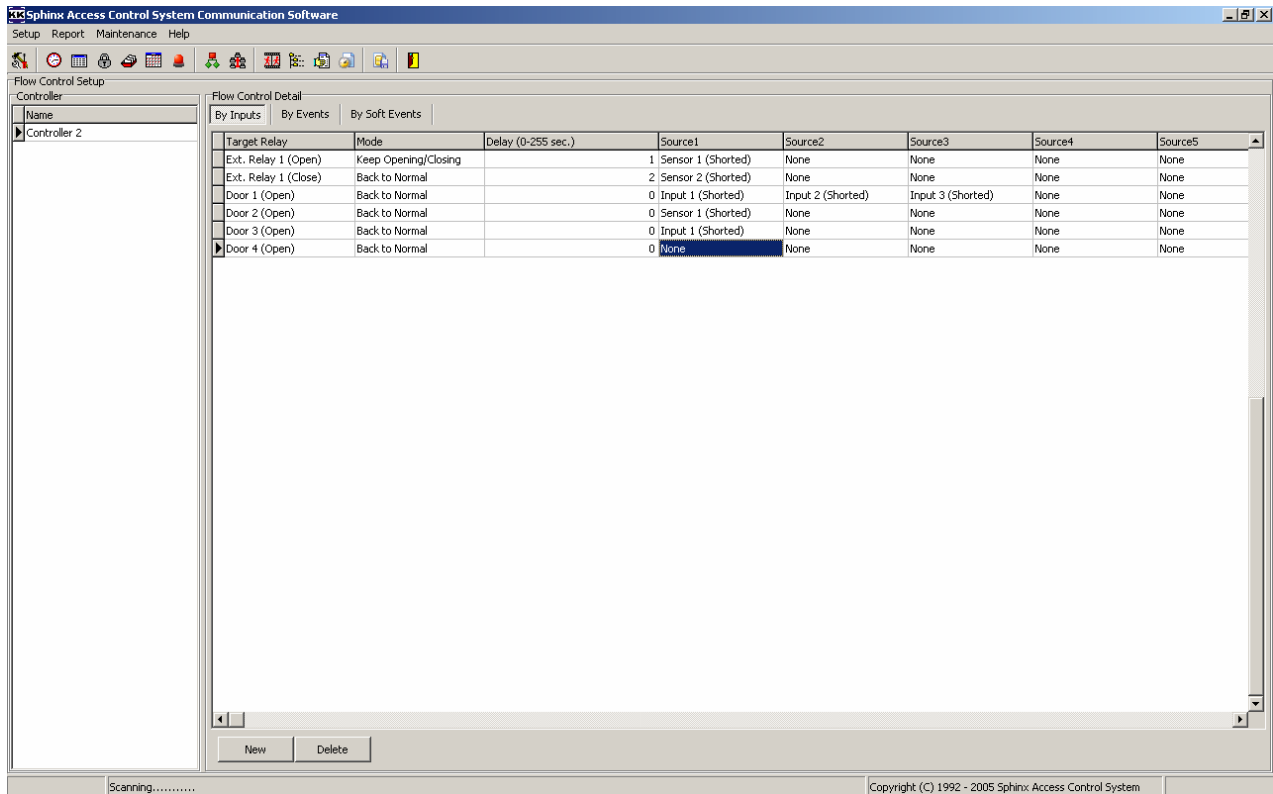 KK Sphinx Access Control System Communication Software
Setup Report Maintenance Help
Flow Control Setup
Controller
Name
Controller 2
Flow Control Detail
By Inputs By Events By Soft Events
Target Relay Mode Delay (0-255 sec.) Source1 Source2 Source3 Source4 Source5
Ext. Relay 1 (Open) Keep Opening/Closing 1 Sensor 1 (Shorted) None None None None
Ext. Relay 1 (Close) Back to Normal 2 Sensor 2 (Shorted) None None None None
Door 1 (Open) Back to Normal 0 Input 1 (Shorted) Input 2 (Shorted) Input 3 (Shorted) None None
Door 2 (Open) Back to Normal 0 Sensor 1 (Shorted) None None None None
Door 3 (Open) Back to Normal 0 Input 1 (Shorted) None None None None
Door 4 (Open) Back to Normal 0 None None None None None
New Delete
Scanning........... Copyright (C) 1992 - 2005 Sphinx Access Control System